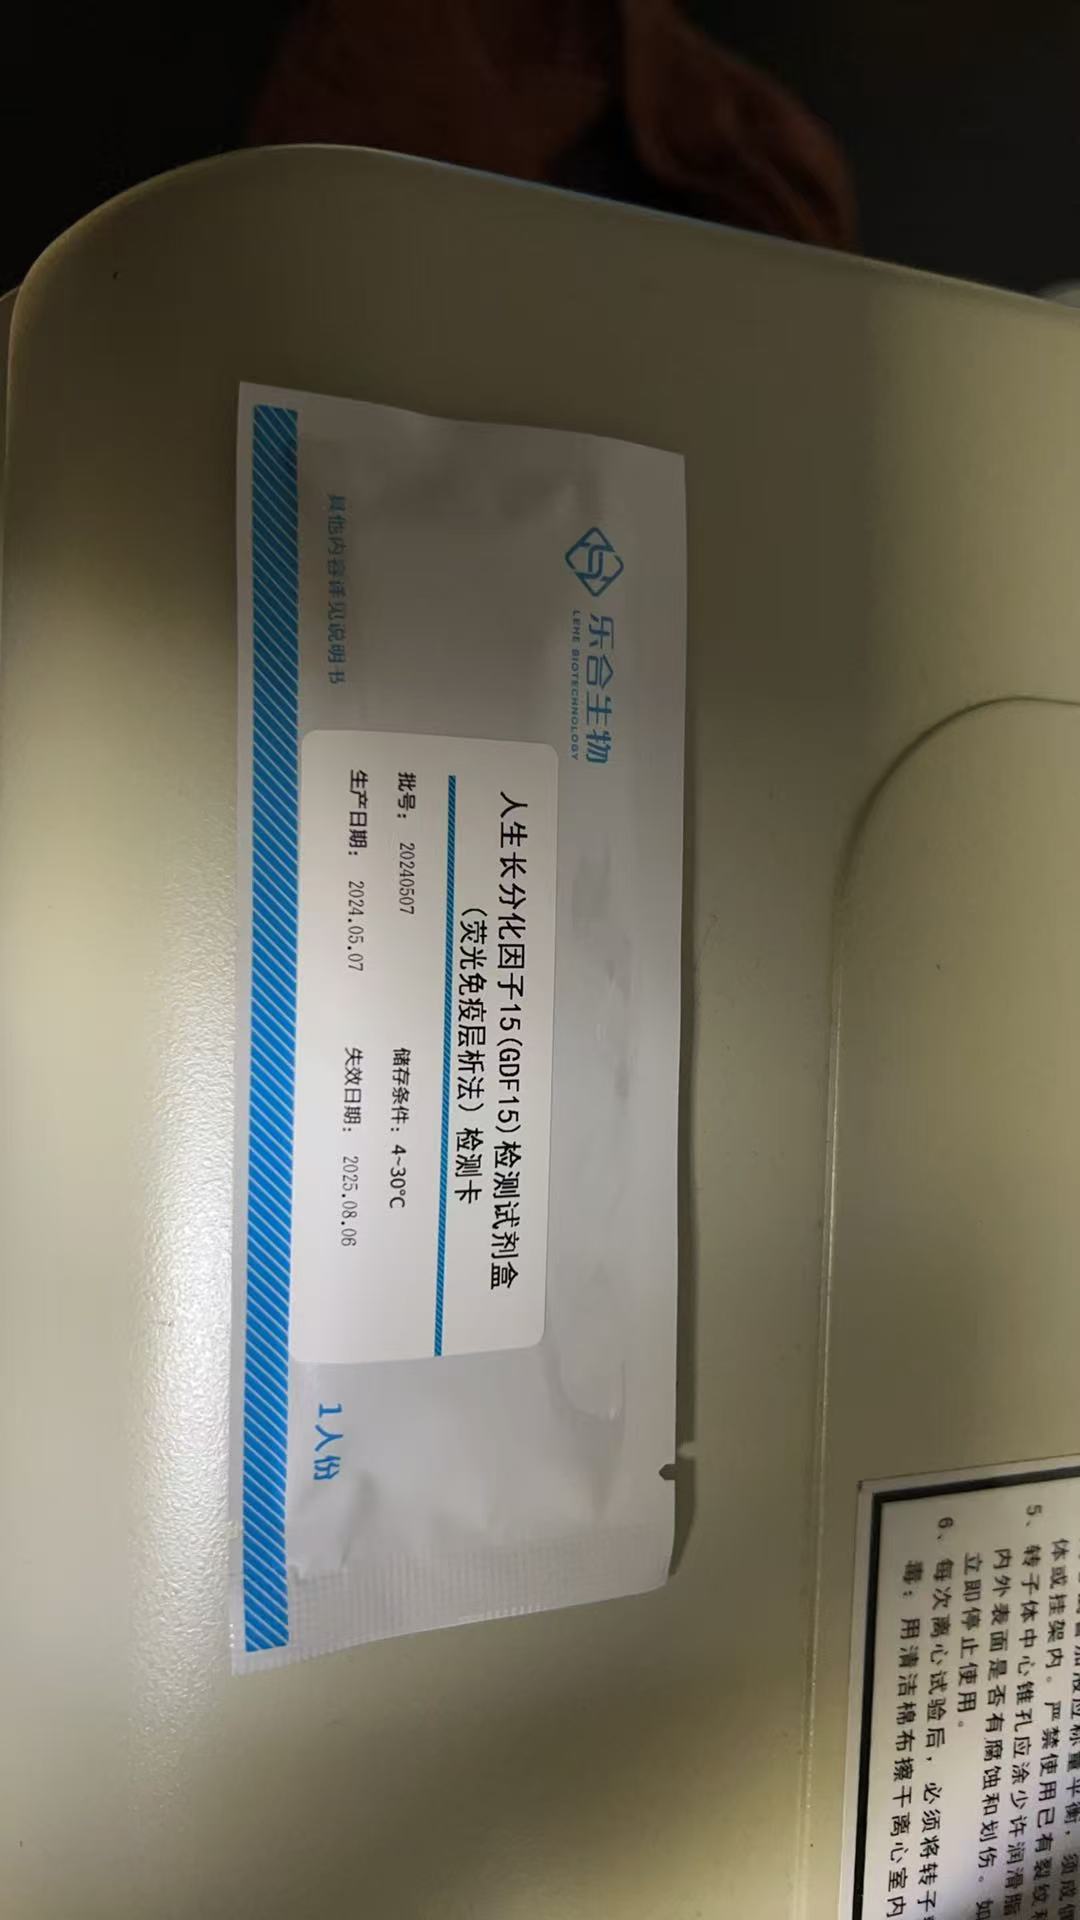 乐合生物
LEHE BIOTECHNOLOGY
人生长分化因子15(GDF15)检测试剂盒
(荧光免疫层析法) 检测卡
批号: 20240507
储存条件: 4~30℃
生产日期: 2024.05.07
失效日期: 2025.08.06
具他内容详见说明书
1人份
体或挂架内。严禁使用已有裂纹
5、转子体中心锥孔应涂少许润滑脂
内外表面是否有腐蚀和划伤。如
立即停止使用。
6、每次离心试验后,必须将转子
毒;用清洁棉布擦干离心室内